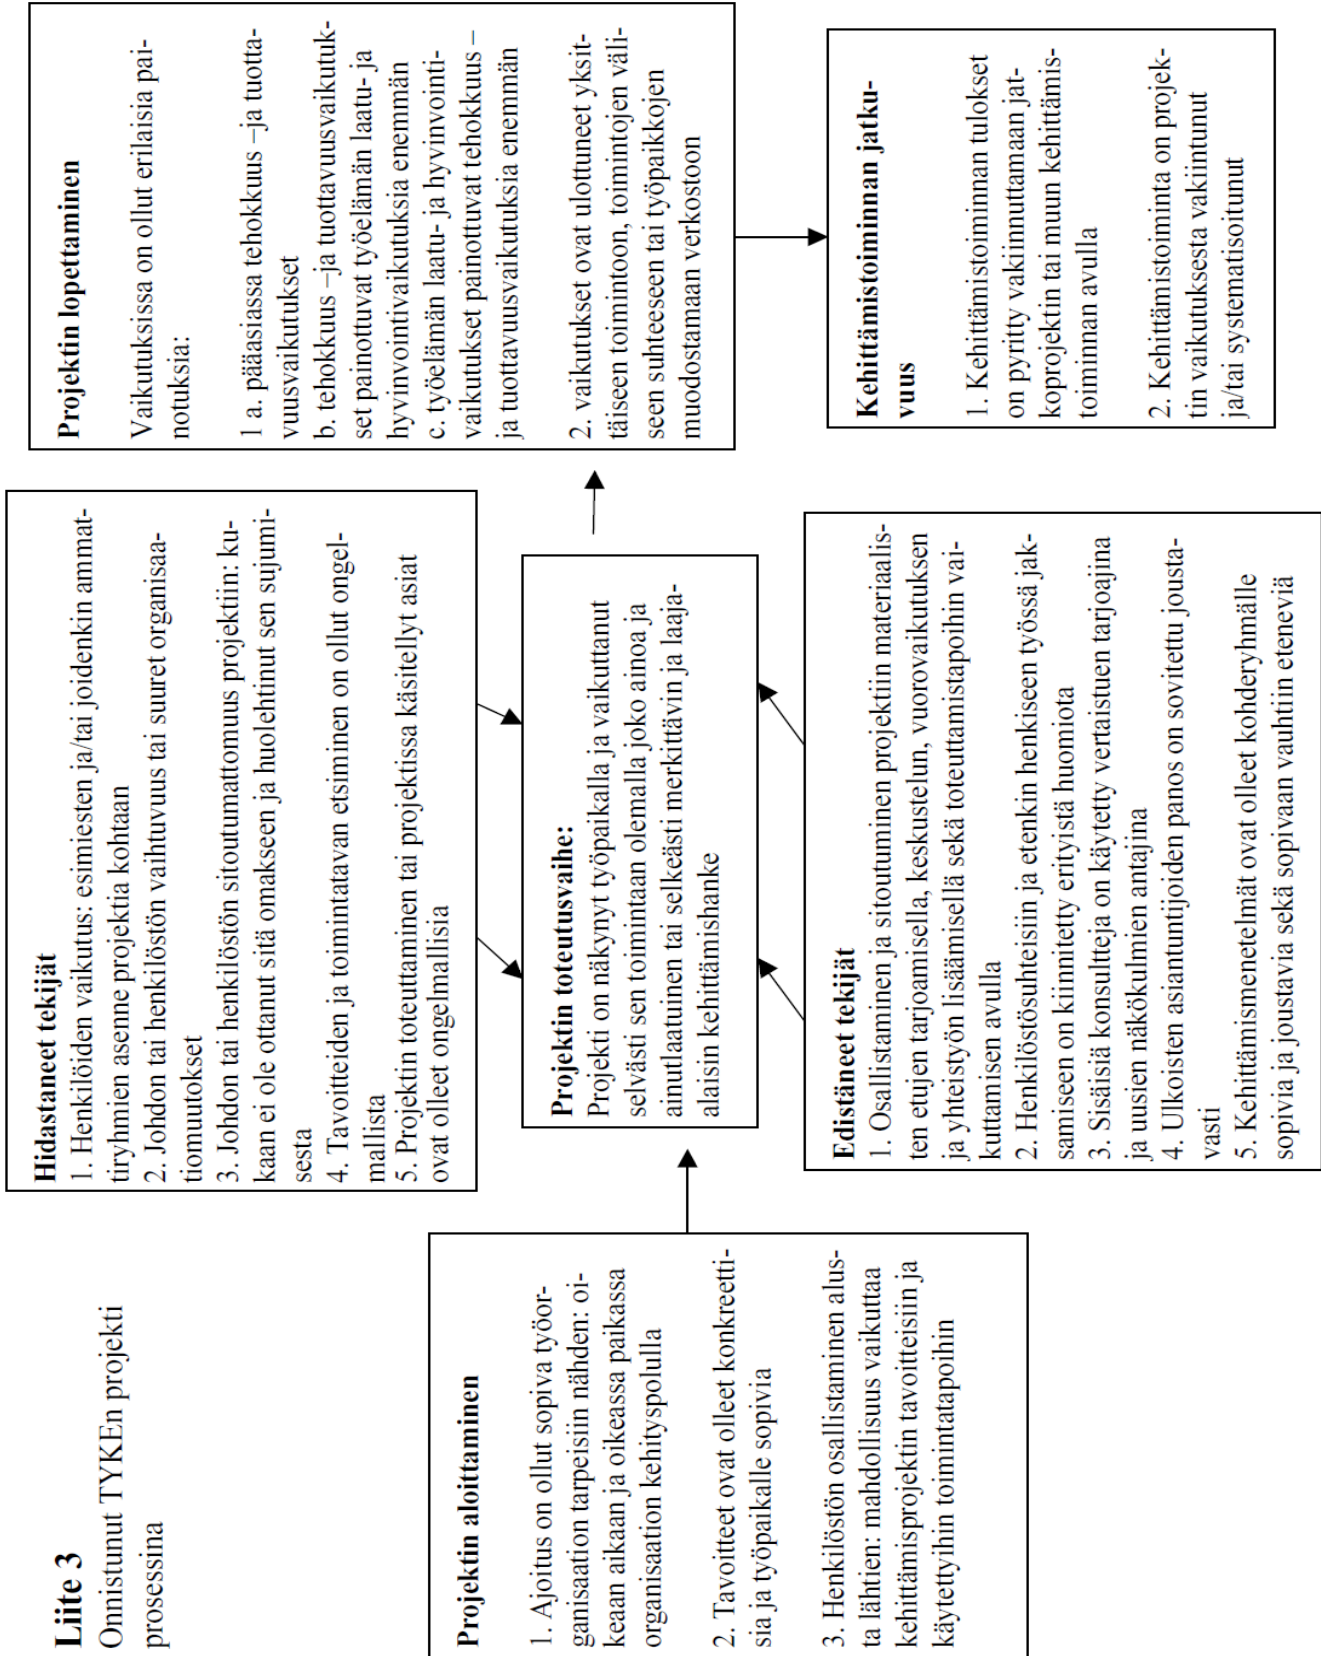 Liite 3
Onnistunut TYKEn projekti
prosessina
Projektin aloittaminen
1. Ajoitus on ollut sopiva työor-
ganisaation tarpeisiin nähden: oi-
keaan aikaan ja oikeassa paikassa
organisaation kehityspolulla
2. Tavoitteet ovat olleet konkreetti-
sia ja työpaikalle sopivia
3. Henkilöstön osallistaminen alus-
ta lähtien: mahdollisuus vaikuttaa
kehittämisprojektin tavoitteisiin ja
käytettyihin toimintatapoihin
Hidastaneet tekijät
1. Henkilöiden vaikutus: esimiesten ja/tai joidenkin ammat-
tiryhmien asenne projektia kohtaan
2. Johdon tai henkilöstön vaihtuvuus tai suuret organisaa-
tiomuutokset
3. Johdon tai henkilöstön sitoutumattomuus projektiin: ku-
kaan ei ole ottanut sitä omakseen ja huolehtinut sen sujumi-
sesta
4. Tavoitteiden ja toimintatavan etsiminen on ollut ongel-
mallista
5. Projektin toteuttaminen tai projektissa käsitellyt asiat
ovat olleet ongelmallisia
Projektin toteutusvaihe:
Projekti on näkynyt työpaikalla ja vaikuttanut
selvästi sen toimintaan olemalla joko ainoa ja
ainutlaatuinen tai selkeästi merkittävin ja laaja-
alaisin kehittämishanke
Edistäneet tekijät
1. Osallistaminen ja sitoutuminen projektiin materiaalis-
ten etujen tarjoamisella, keskustelun, vuorovaikutuksen
ja yhteistyön lisäämisellä sekä toteuttamistapoihin vai-
kuttamisen avulla
2. Henkilöstösuhteisiin ja etenkin henkiseen työssä jak-
samiseen on kiinnitetty erityistä huomiota
3. Sisäisiä konsultteja on käytetty vertaistuen tarjoajina
ja uusien näkökulmien antajina
4. Ulkoisten asiantuntijoiden panos on sovitettu jousta-
vasti
5. Kehittämismenetelmät ovat olleet kohderyhmälle
sopivia ja joustavia sekä sopivaan vauhtiin eteneviä
Projektin lopettaminen
Vaikutuksissa on ollut erilaisia pai-
notuksia:
1 a. pääasiassa tehokkuus –ja tuotta-
vuusvaikutukset
b. tehokkuus –ja tuottavuusvaikutuk-
set painottuvat työelämän laatu- ja
hyvinvointivaikutuksia enemmän
c. työelämän laatu- ja hyvinvointi-
vaikutukset painottuvat tehokkuus –
ja tuottavuusvaikutuksia enemmän
2. vaikutukset ovat ulottuneet yksit-
täiseen toimintoon, toimintojen väli-
seen suhteeseen tai työpaikkojen
muodostamaan verkostoon
Kehittämistoiminnan jatku-
vuus
1. Kehittämistoiminnan tulokset
on pyritty vakiinnuttamaan jat-
koprojektin tai muun kehittämis-
toiminnan avulla
2. Kehittämistoiminta on projek-
tin vaikutuksesta vakiintunut
ja/tai systematisoitunut